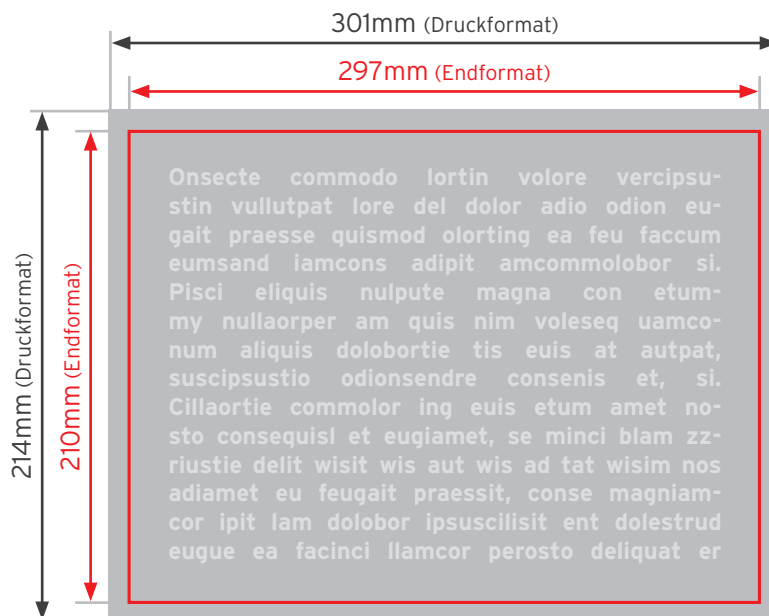 301mm (Druckformat)
297mm (Endformat)
214mm (Druckformat)
210mm (Endformat)
Onsecte commodo lortin volore vercipsu-
stin vullutpat lore del dolor adio odion eu-
gait praesse quismod olorting ea feu faccum
eumsand iamcons adipit amcommolobor si.
Pisci eliquis nulpute magna con etum-
my nullaorper am quis nim voleseq uamco-
num aliquis dolobortie tis euis at autpat,
suscipsustio odionsendre consenis et, si.
Cillaortie commolor ing euis etum amet no-
sto consequisl et eugiamet, se minci blam zz-
riustie delit wisit wis aut wis ad tat wisim nos
adiamet eu feugait praessit, conse magniam-
cor ipit lam dolobor ipsuscilisit ent dolestrud
eugue ea facinci llamcor perosto deliquat er